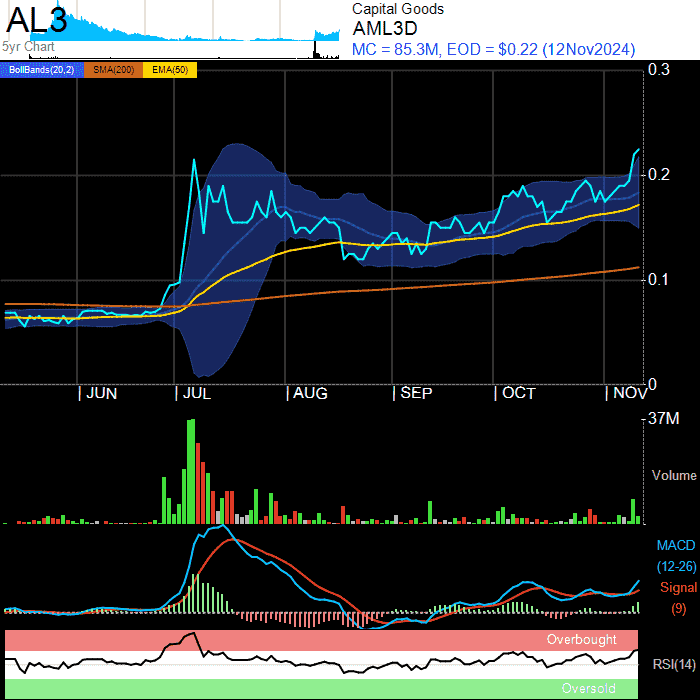 AL3
5yr Chart
Capital Goods
AML3D
MC = 85.3M, EOD = $0.22 (12Nov2024)
BollBands(20,2) SMA(200) EMA(50)
0.3
0.2
0.1
0
JUN JUL AUG SEP OCT NOV
37M
Volume
MACD
(12-26)
Signal
(9)
Overbought
RSI(14)
Oversold